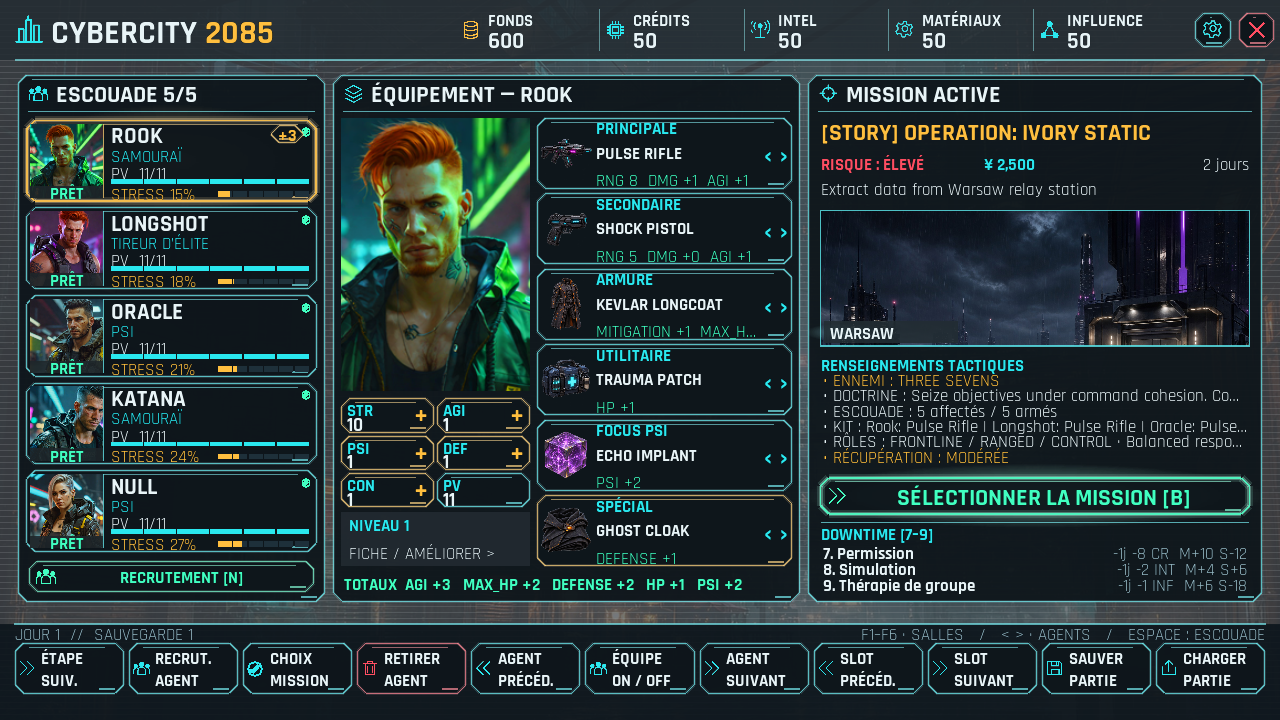 CYBERCITY 2085
FONDS
600
CRÉDITS
50
INTEL
50
MATÉRIAUX
50
INFLUENCE
50
ESCOUADE 5/5
ROOK
±3
SAMOURAÏ
PV 11/11
PRÊT
STRESS 15%
LONGSHOT
TIREUR D'ÉLITE
PV 11/11
PRÊT
STRESS 18%
ORACLE
PSI
PV 11/11
PRÊT
STRESS 21%
KATANA
SAMOURAÏ
PV 11/11
PRÊT
STRESS 24%
NULL
PSI
PV 11/11
PRÊT
STRESS 27%
RECRUTEMENT [N]
ÉQUIPEMENT — ROOK
STR
10
+
AGI
1
+
PSI
1
+
DEF
1
+
CON
1
+
PV
11
NIVEAU 1
FICHE / AMÉLIORER >
PRINCIPALE
PULSE RIFLE
< >
RNG 8 DMG +1 AGI +1
SECONDAIRE
SHOCK PISTOL
< >
RNG 5 DMG +0 AGI +1
ARMURE
KEVLAR LONGCOAT
< >
MITIGATION +1 MAX_H...
UTILITAIRE
TRAUMA PATCH
< >
HP +1
FOCUS PSI
ECHO IMPLANT
< >
PSI +2
SPÉCIAL
GHOST CLOAK
< >
DEFENSE +1
TOTAUX AGI +3 MAX_HP +2 DEFENSE +2 HP +1 PSI +2
MISSION ACTIVE
[STORY] OPERATION: IVORY STATIC
RISQUE : ÉLEVÉ ¥ 2,500 2 jours
Extract data from Warsaw relay station
WARSAW
RENSEIGNEMENTS TACTIQUES
· ENNEMI : THREE SEVENS
· DOCTRINE : Seize objectives under command cohesion. Co...
· ESCOUADE : 5 affectés / 5 armés
· KIT : Rook: Pulse Rifle | Longshot: Pulse Rifle | Oracle: Pulse...
· RÔLES : FRONTLINE / RANGED / CONTROL · Balanced respo...
· RÉCUPÉRATION : MODÉRÉE
SÉLECTIONNER LA MISSION [B]
DOWNTIME [7-9]
7. Permission -1j -8 CR M+10 S-12
8. Simulation -1j -2 INT M+4 S+6
9. Thérapie de groupe -1j -1 INF M+6 S-18
JOUR 1 // SAUVEGARDE 1
F1-F6 · SALLES / < > · AGENTS / ESPACE : ESCOUADE
ÉTAPE
SUIV.
RECRUT.
AGENT
CHOIX
MISSION
RETIRER
AGENT
AGENT
PRÉCÉD.
ÉQUIPE
ON / OFF
AGENT
SUIVANT
SLOT
PRÉCÉD.
SLOT
SUIVANT
SAUVER
PARTIE
CHARGER
PARTIE